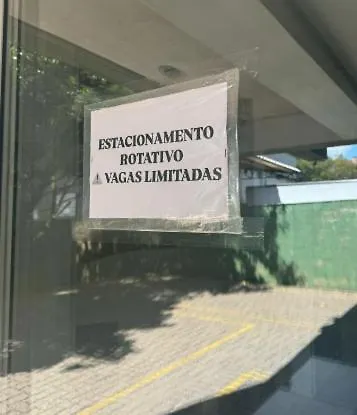 ESTACIONAMENTO
ROTATIVO
⚠ VAGAS LIMITADAS